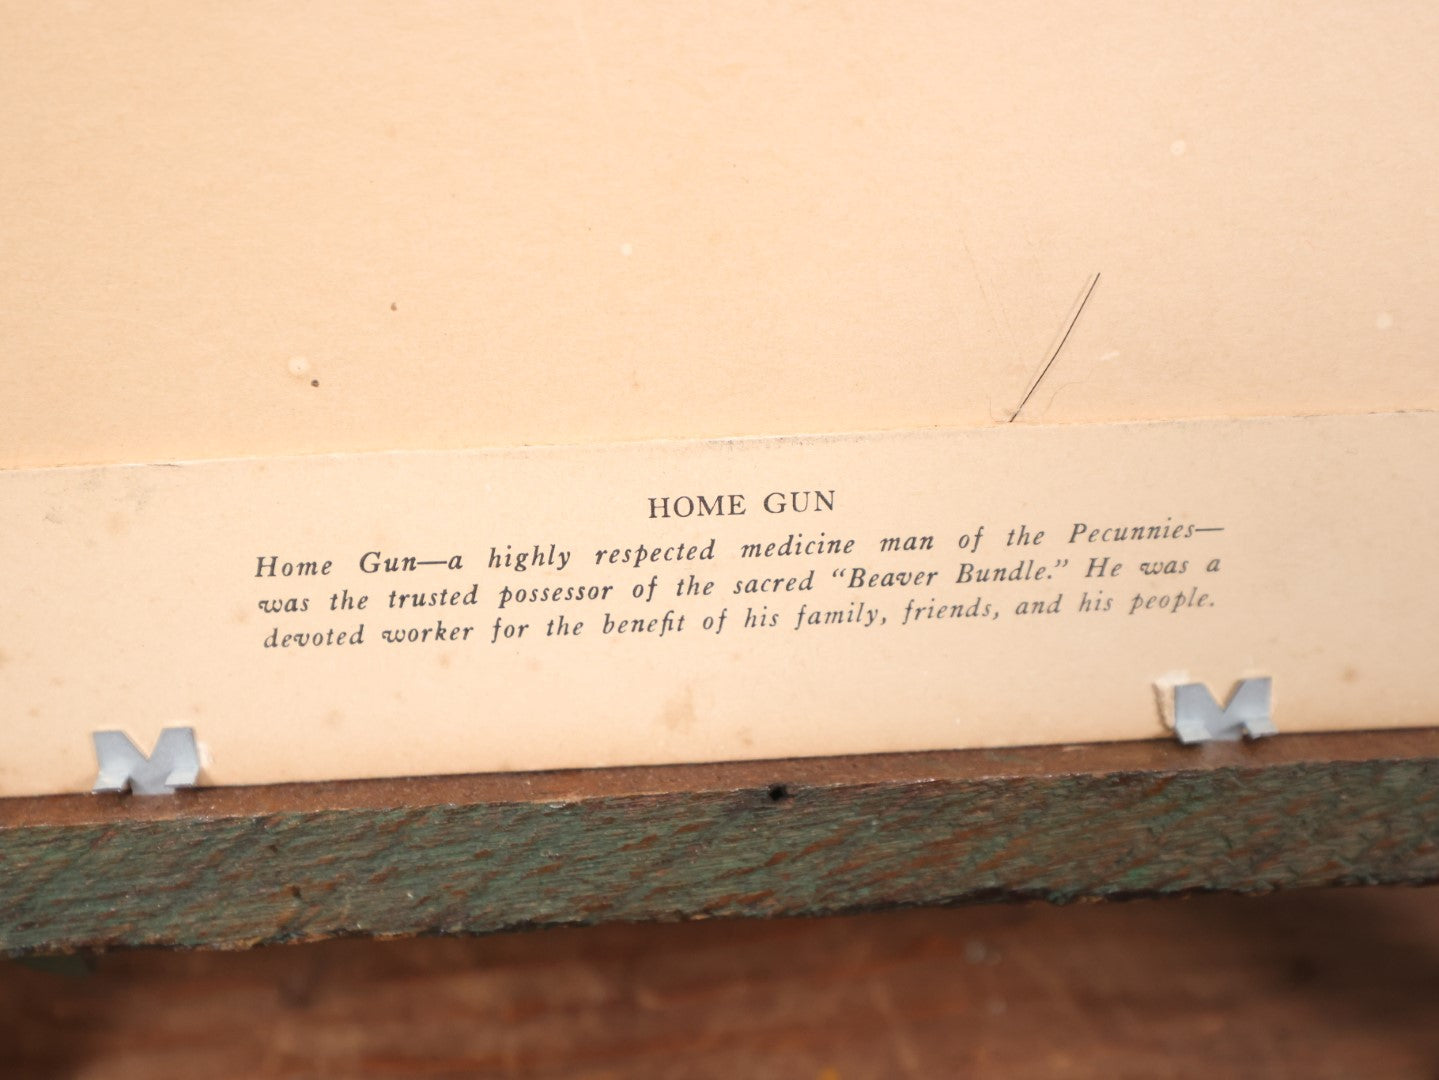 HOME GUN
Home Gun—a highly respected medicine man of the Pecunnies—
was the trusted possessor of the sacred “Beaver Bundle.” He was a
devoted worker for the benefit of his family, friends, and his people.